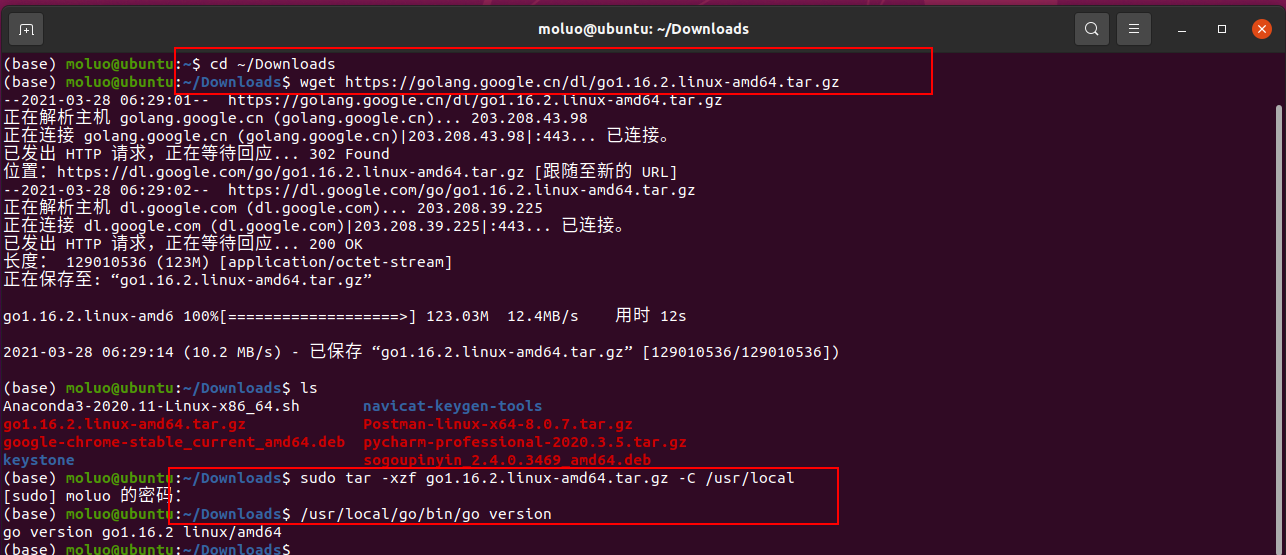 moluo@ubuntu: ~/Downloads
(base) moluo@ubuntu:~$ cd ~/Downloads
(base) moluo@ubuntu:~/Downloads$ wget https://golang.google.cn/dl/go1.16.2.linux-amd64.tar.gz
--2021-03-28 06:29:01--  https://golang.google.cn/dl/go1.16.2.linux-amd64.tar.gz
正在解析主机 golang.google.cn (golang.google.cn)... 203.208.43.98
正在连接 golang.google.cn (golang.google.cn)|203.208.43.98|:443... 已连接。
已发出 HTTP 请求，正在等待回应... 302 Found
位置：https://dl.google.com/go/go1.16.2.linux-amd64.tar.gz [跟随至新的 URL]
--2021-03-28 06:29:02--  https://dl.google.com/go/go1.16.2.linux-amd64.tar.gz
正在解析主机 dl.google.com (dl.google.com)... 203.208.39.225
正在连接 dl.google.com (dl.google.com)|203.208.39.225|:443... 已连接。
已发出 HTTP 请求，正在等待回应... 200 OK
长度： 129010536 (123M) [application/octet-stream]
正在保存至: “go1.16.2.linux-amd64.tar.gz”
go1.16.2.linux-amd6 100%[===================>] 123.03M  12.4MB/s    用时 12s
2021-03-28 06:29:14 (10.2 MB/s) - 已保存 “go1.16.2.linux-amd64.tar.gz” [129010536/129010536])
(base) moluo@ubuntu:~/Downloads$ ls
Anaconda3-2020.11-Linux-x86_64.sh       navicat-keygen-tools
go1.16.2.linux-amd64.tar.gz             Postman-linux-x64-8.0.7.tar.gz
google-chrome-stable_current_amd64.deb  pycharm-professional-2020.3.5.tar.gz
keystone                                sogoupinyin_2.4.0.3469_amd64.deb
(base) moluo@ubuntu:~/Downloads$ sudo tar -xzf go1.16.2.linux-amd64.tar.gz -C /usr/local
[sudo] moluo 的密码：
(base) moluo@ubuntu:~/Downloads$ /usr/local/go/bin/go version
go version go1.16.2 linux/amd64
(base) moluo@ubuntu:~/Downloads$